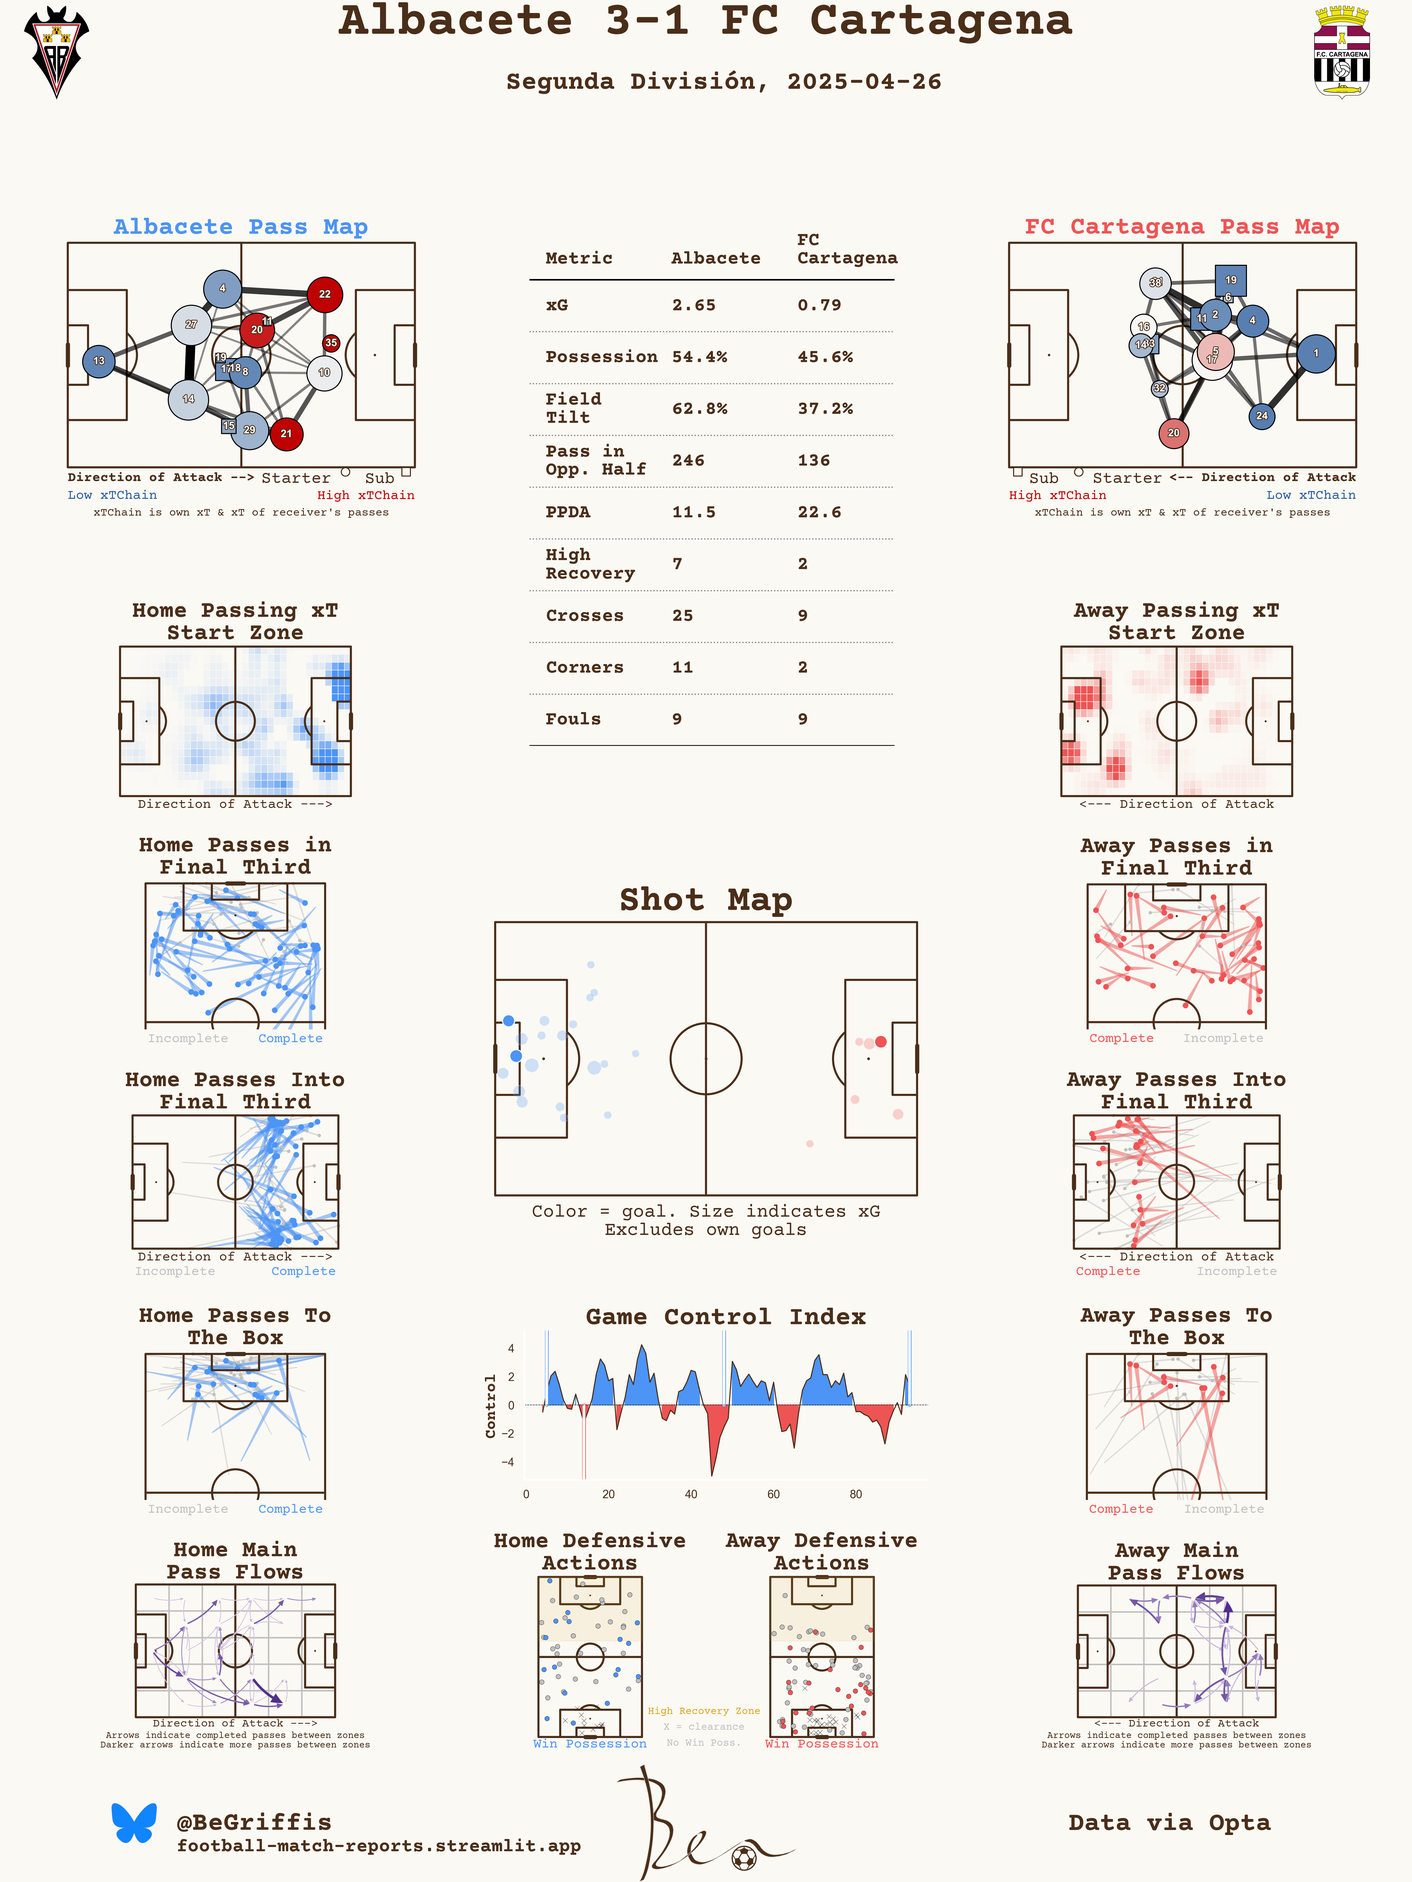 Albacete 3-1 FC Cartagena
Segunda División, 2025-04-26
F.C. CARTAGENA
Albacete Pass Map
4
22
27
11
20
35
19
13
17
18
8
10
14
15
29
21
Direction of Attack --> Starter Sub
Low xTChain High xTChain
xTChain is own xT & xT of receiver's passes
Metric Albacete FC Cartagena
xG 2.65 0.79
Possession 54.4% 45.6%
Field Tilt 62.8% 37.2%
Pass in Opp. Half 246 136
PPDA 11.5 22.6
High Recovery 7 2
Crosses 25 9
Corners 11 2
Fouls 9 9
FC Cartagena Pass Map
19
6
11
2
4
16
14
5
17
1
32
24
20
Sub Starter <-- Direction of Attack
High xTChain Low xTChain
xTChain is own xT & xT of receiver's passes
Home Passing xT
Start Zone
Direction of Attack --->
Away Passing xT
Start Zone
<--- Direction of Attack
Home Passes in
Final Third
Incomplete Complete
Away Passes in
Final Third
Complete Incomplete
Shot Map
Color = goal. Size indicates xG
Excludes own goals
Home Passes Into
Final Third
Direction of Attack --->
Incomplete Complete
Away Passes Into
Final Third
<--- Direction of Attack
Complete Incomplete
Home Passes To
The Box
Incomplete Complete
Game Control Index
Control
4
2
0
−2
−4
0 20 40 60 80
Away Passes To
The Box
Complete Incomplete
Home Main
Pass Flows
Direction of Attack --->
Arrows indicate completed passes between zones
Darker arrows indicate more passes between zones
Home Defensive
Actions
Win Possession
High Recovery Zone
X = clearance
No Win Poss.
Away Defensive
Actions
Win Possession
Away Main
Pass Flows
<--- Direction of Attack
Arrows indicate completed passes between zones
Darker arrows indicate more passes between zones
@BeGriffis
football-match-reports.streamlit.app
Ben
Data via Opta